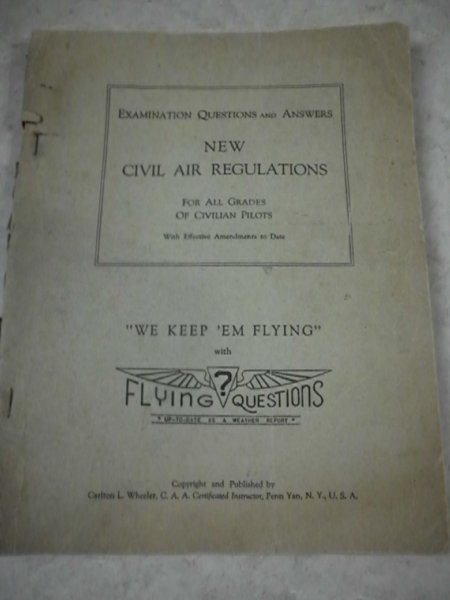 EXAMINATION QUESTIONS AND ANSWERS
NEW
CIVIL AIR REGULATIONS
FOR ALL GRADES
OF CIVILIAN PILOTS
With Effective Amendments to Date
"WE KEEP 'EM FLYING"
with
FLYING ? QUESTIONS
* UP-TO-DATE AS A WEATHER REPORT *
Copyright and Published by
Carlton L. Wheeler, C. A. A. Certificated Instructor, Penn Yan, N. Y., U. S. A.